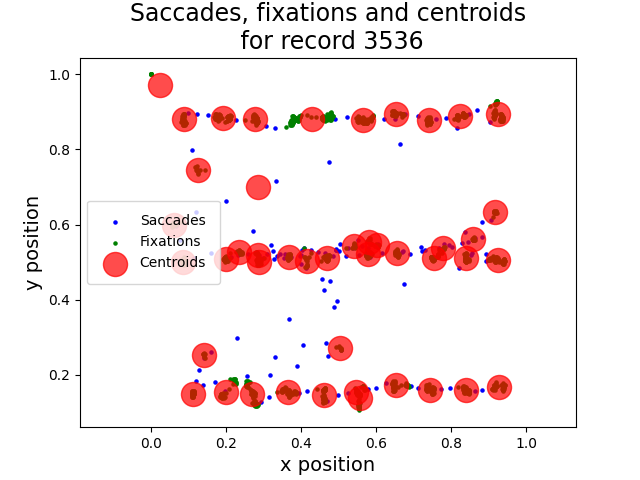 Saccades, fixations and centroids
for record 3536
1.0
0.8
0.6
0.4
0.2
y position
Saccades
Fixations
Centroids
0.0
0.2
0.4
0.6
0.8
1.0
x position